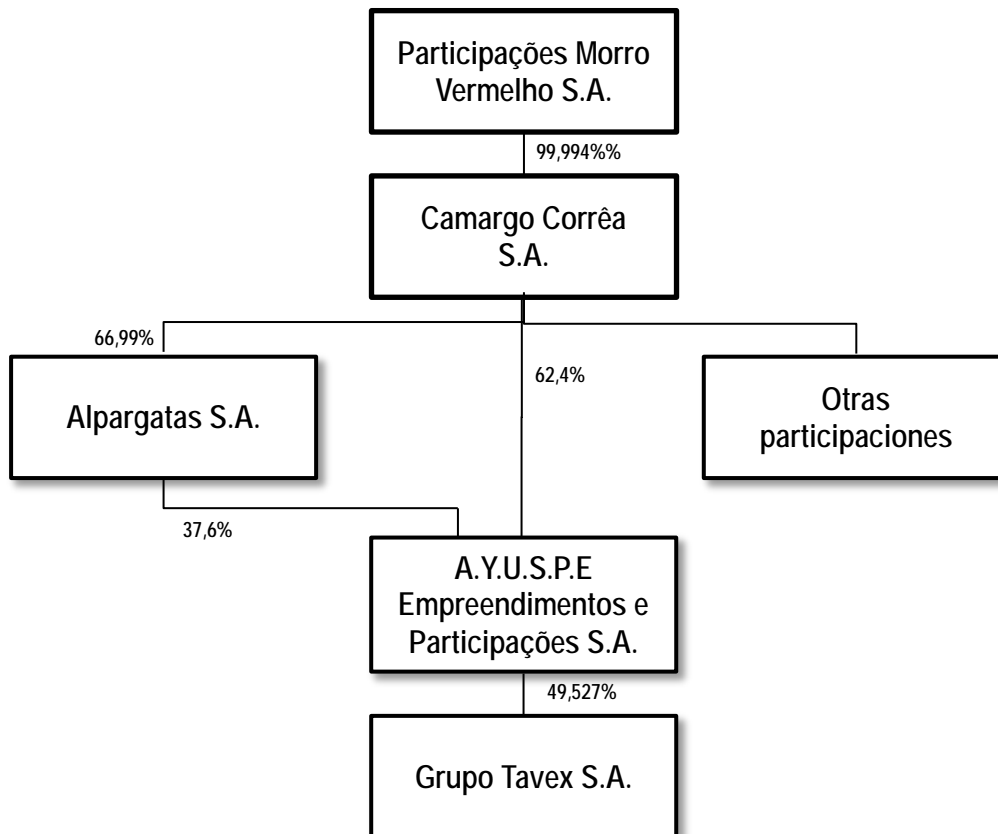 Participações Morro
Vermelho S.A.
99,994%%
Camargo Corrêa
S.A.
66,99%
62,4%
Alpargatas S.A.
Otras
participaciones
37,6%
A.Y.U.S.P.E
Empreendimentos e
Participações S.A.
49,527%
Grupo Tavex S.A.